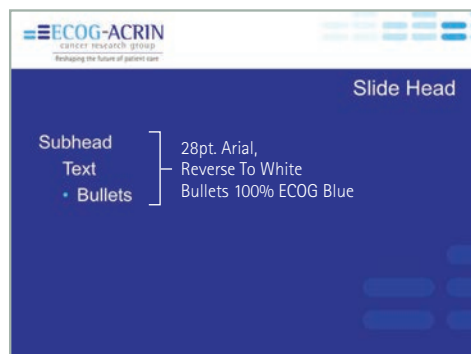 ECOG-ACRIN
cancer research group
Reshaping the future of patient care
Slide Head
Subhead
Text
• Bullets
28pt. Arial,
Reverse To White
Bullets 100% ECOG Blue